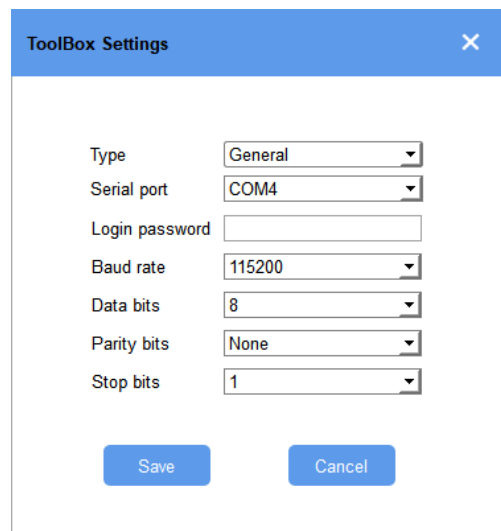 ToolBox Settings
Type General
Serial port COM4
Login password
Baud rate 115200
Data bits 8
Parity bits None
Stop bits 1
Save Cancel